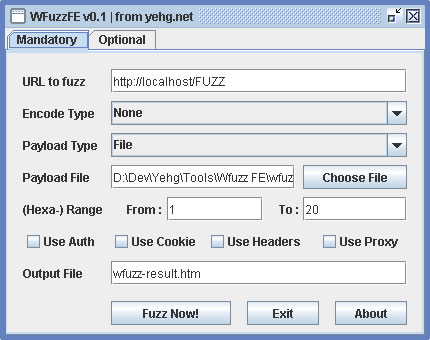 WFuzzFE v0.1 | from yehg.net
Mandatory Optional
URL to fuzz http://localhost/FUZZ
Encode Type None
Payload Type File
Payload File D:\Dev\Yehg\Tools\Wfuzz FE\wfuz Choose File
(Hexa-) Range From : 1 To : 20
Use Auth Use Cookie Use Headers Use Proxy
Output File wfuzz-result.htm
Fuzz Now! Exit About